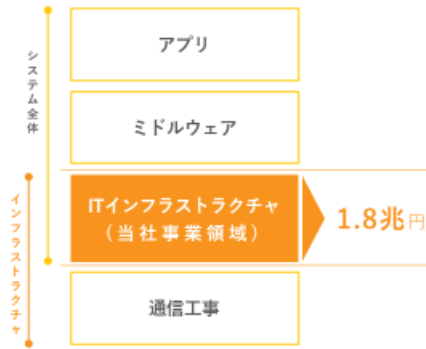 システム全体
アプリ
ミドルウェア
ITインフラストラクチャ
(当社事業領域)
1.8兆円
インフラストラクチャ
通信工事